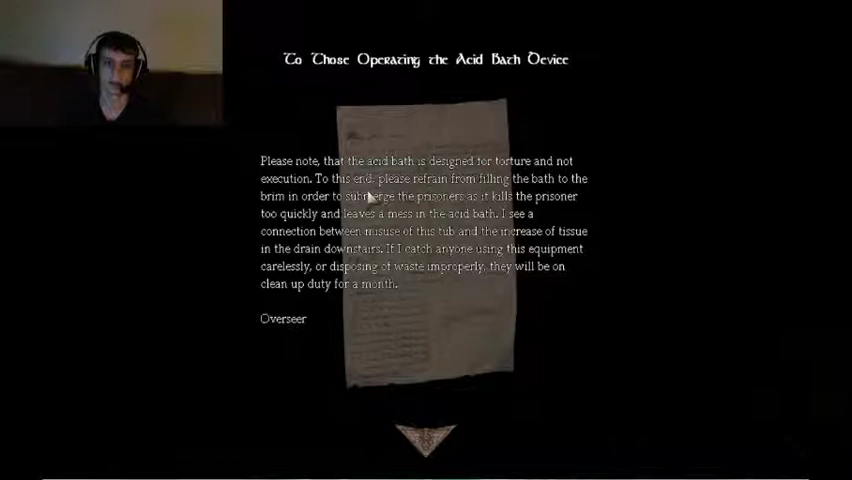 To Those Operating the Acid Bath Device
Please note, that the acid bath is designed for torture and not
execution. To this end, please refrain from filling the bath to the
brim in order to submerge the prisoners as it kills the prisoner
too quickly and leaves a mess in the acid bath. I see a
connection between misuse of this tub and the increase of tissue
in the drain downstairs. If I catch anyone using this equipment
carelessly, or disposing of waste improperly, they will be on
clean up duty for a month.
Overseer